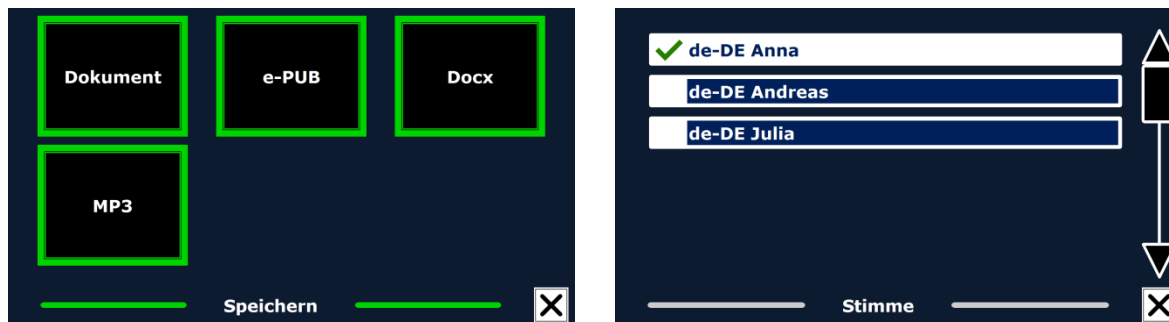 Dokument
e-PUB
Docx
MP3
Speichern
de-DE Anna
de-DE Andreas
de-DE Julia
Stimme